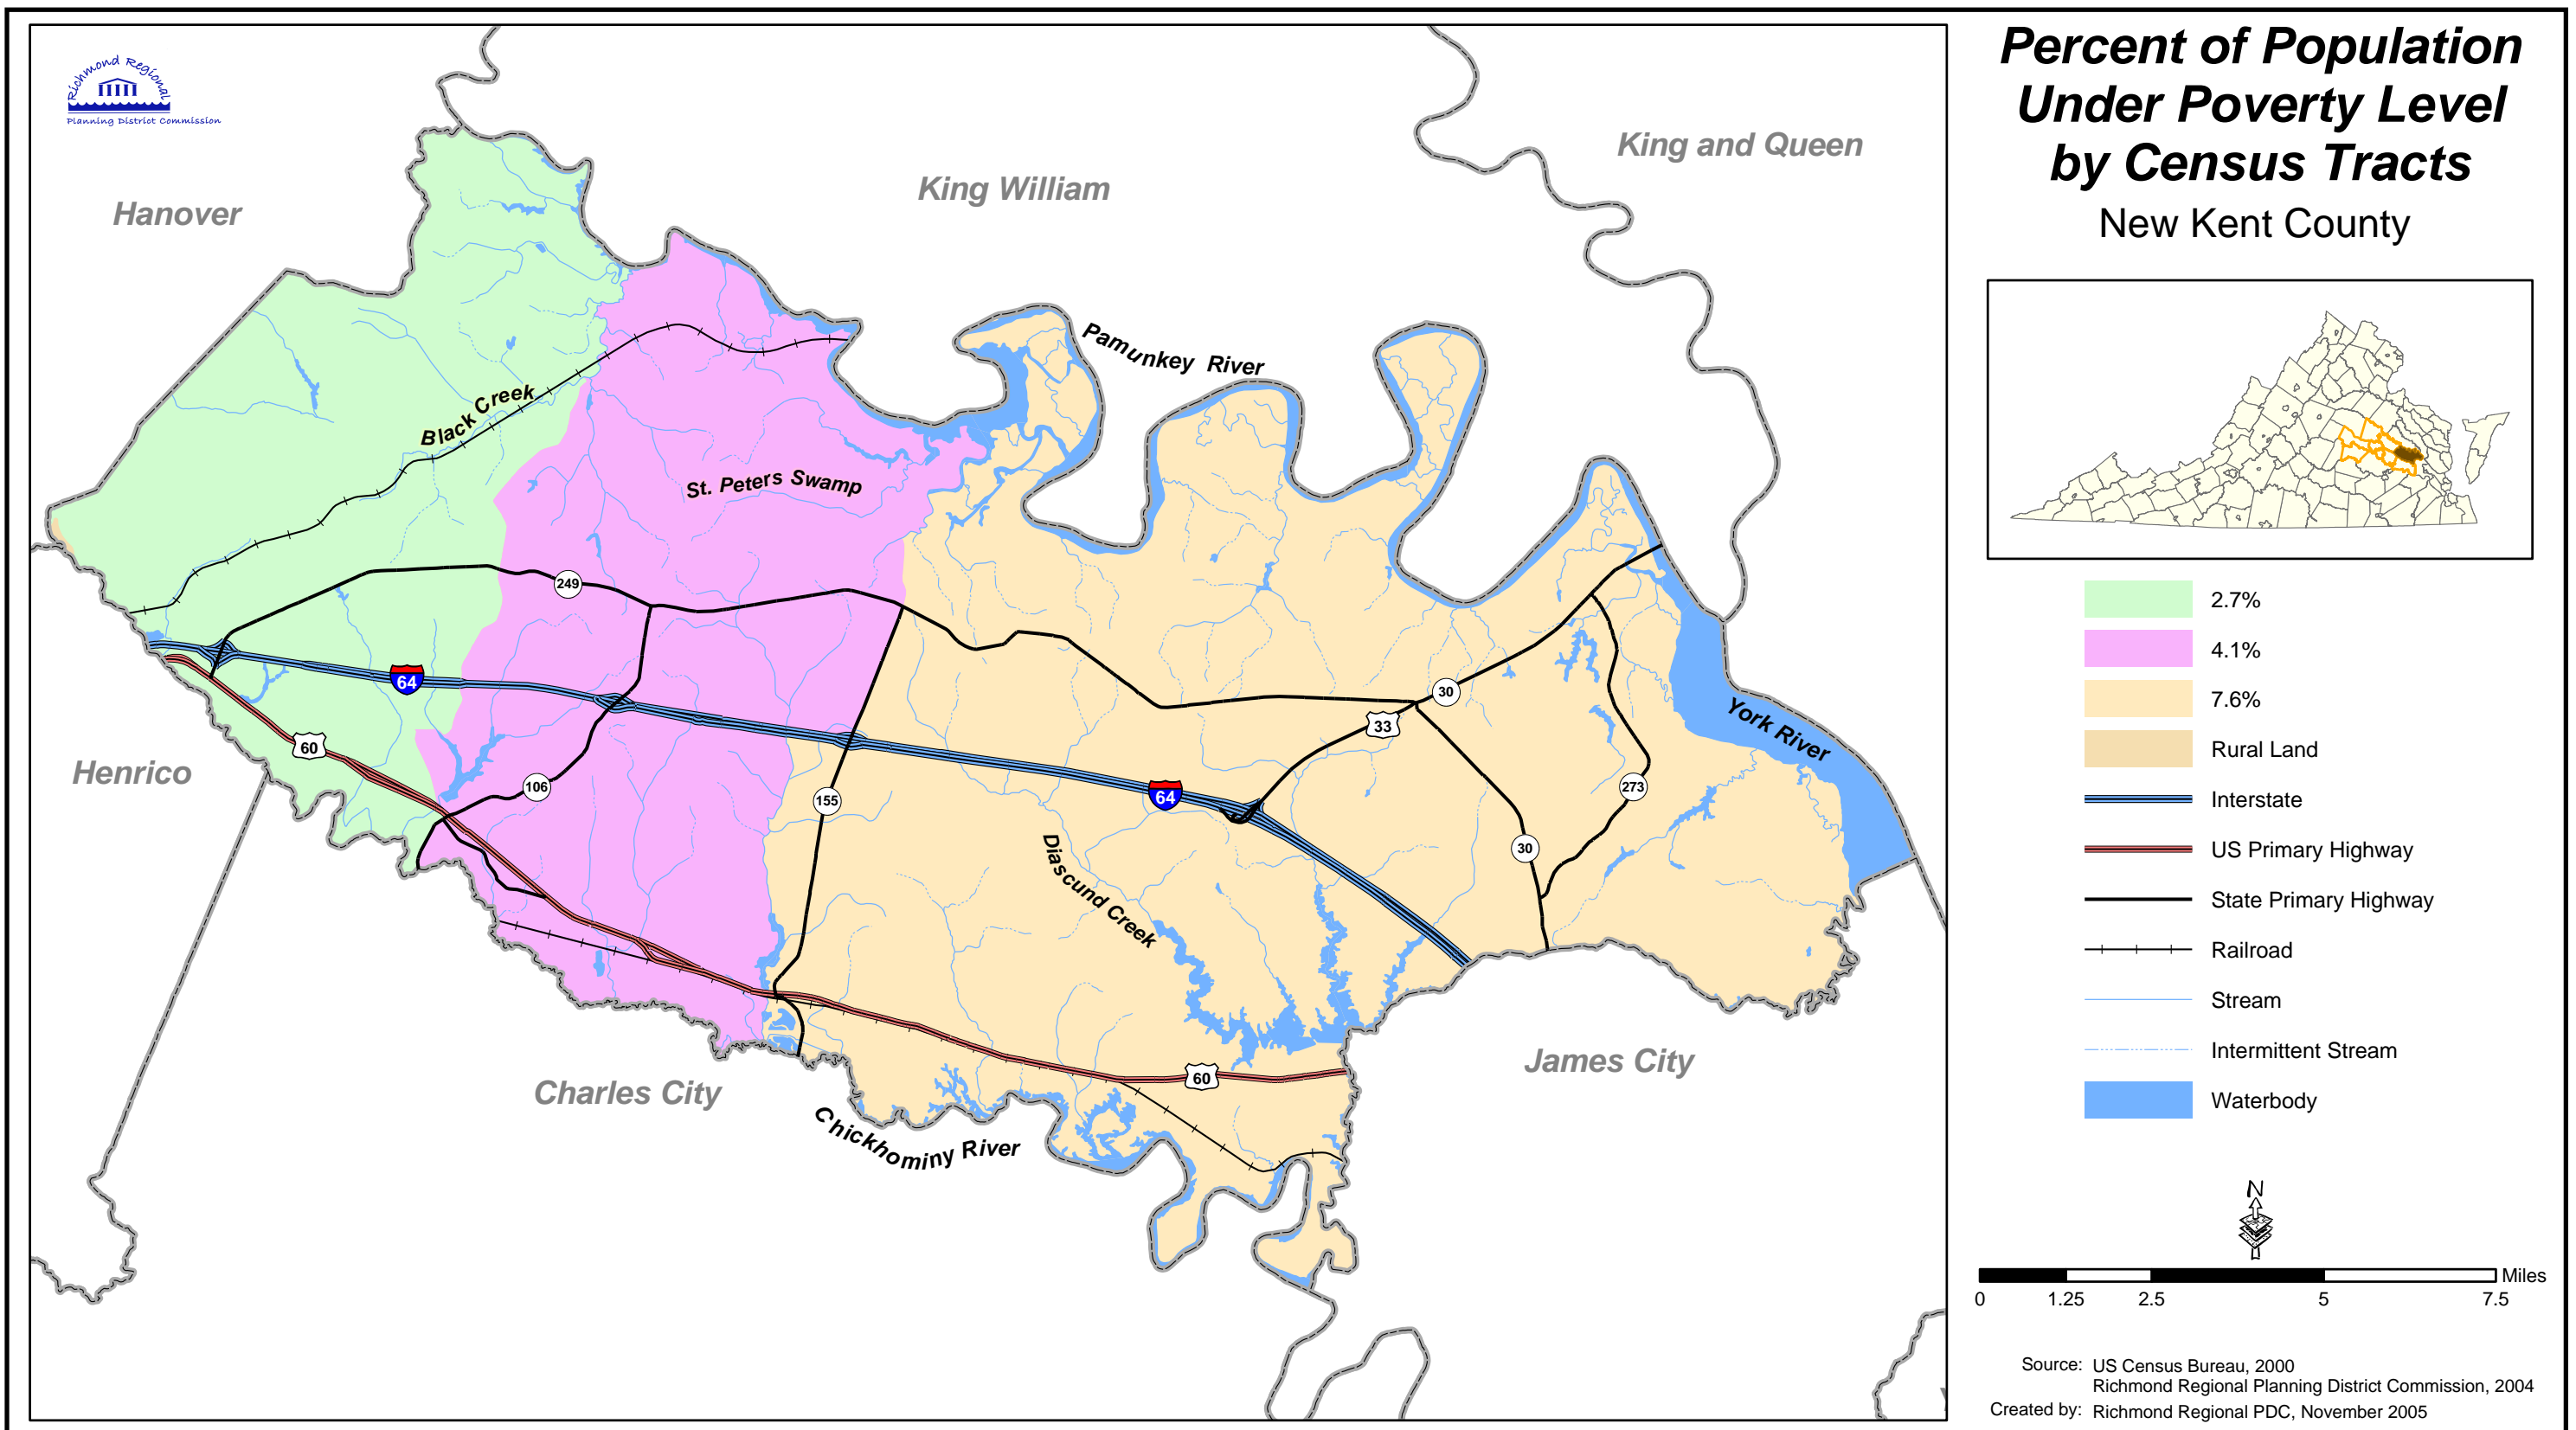 Richmond Regional
Planning District Commission
Percent of Population
Under Poverty Level
by Census Tracts
New Kent County
Hanover
King William
King and Queen
Henrico
Charles City
James City
Pamunkey River
Black Creek
St. Peters Swamp
York River
Diascund Creek
Chickhominy River
249
64
60
106
155
64
33
30
273
30
60
2.7%
4.1%
7.6%
Rural Land
Interstate
US Primary Highway
State Primary Highway
Railroad
Stream
Intermittent Stream
Waterbody
N
Miles
0 1.25 2.5 5 7.5
Source: US Census Bureau, 2000
Richmond Regional Planning District Commission, 2004
Created by: Richmond Regional PDC, November 2005